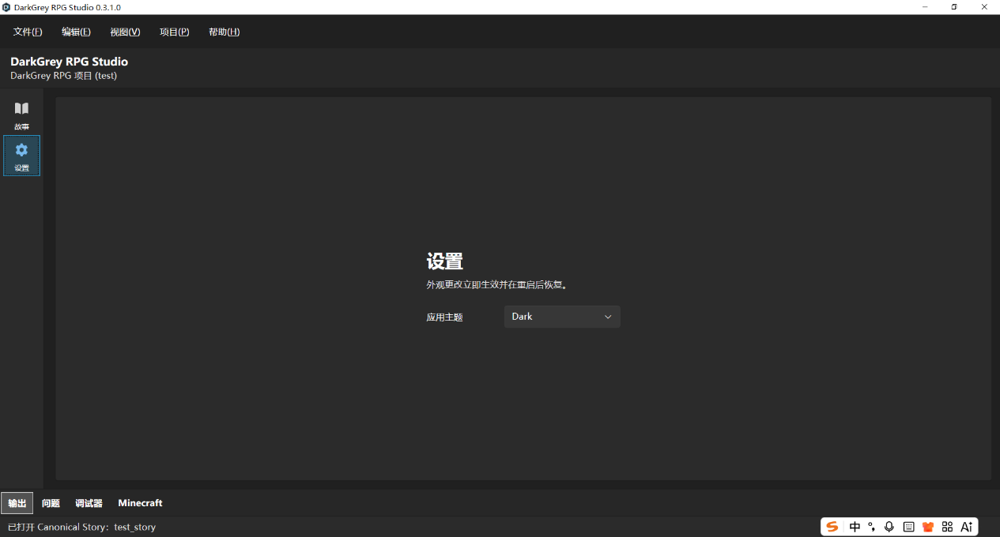 DarkGrey RPG Studio 0.3.1.0
文件(F) 编辑(E) 视图(V) 项目(P) 帮助(H)
DarkGrey RPG Studio
DarkGrey RPG 项目 (test)
故事
设置
设置
外观更改立即生效并在重启后恢复。
应用主题 Dark
输出 问题 调试器 Minecraft
已打开 Canonical Story：test_story
中